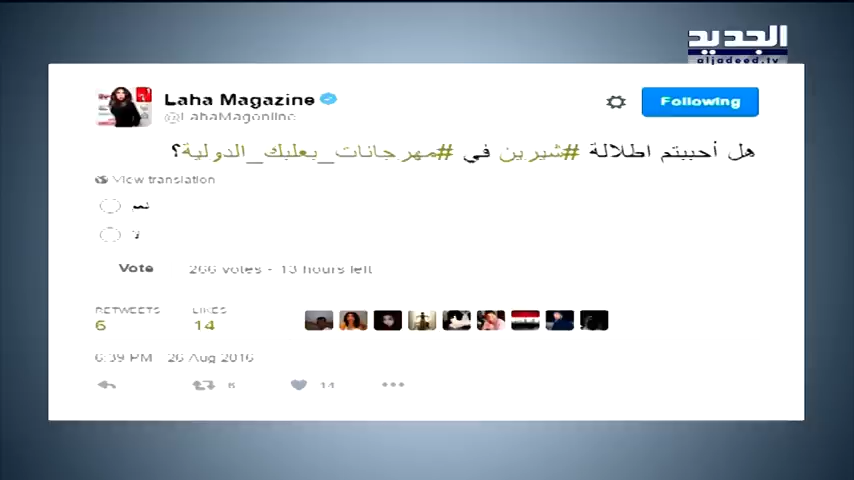 الجديد
aljadeed.tv
Laha Magazine
@LahaMagonline
Following
هل أحببتم اطلالة #شيرين في #مهرجانات_بعلبك_الدولية؟
View translation
نعم
لا
Vote 266 votes - 13 hours left
RETWEETS LIKES
6 14
6:39 PM 26 Aug 2016
6 14